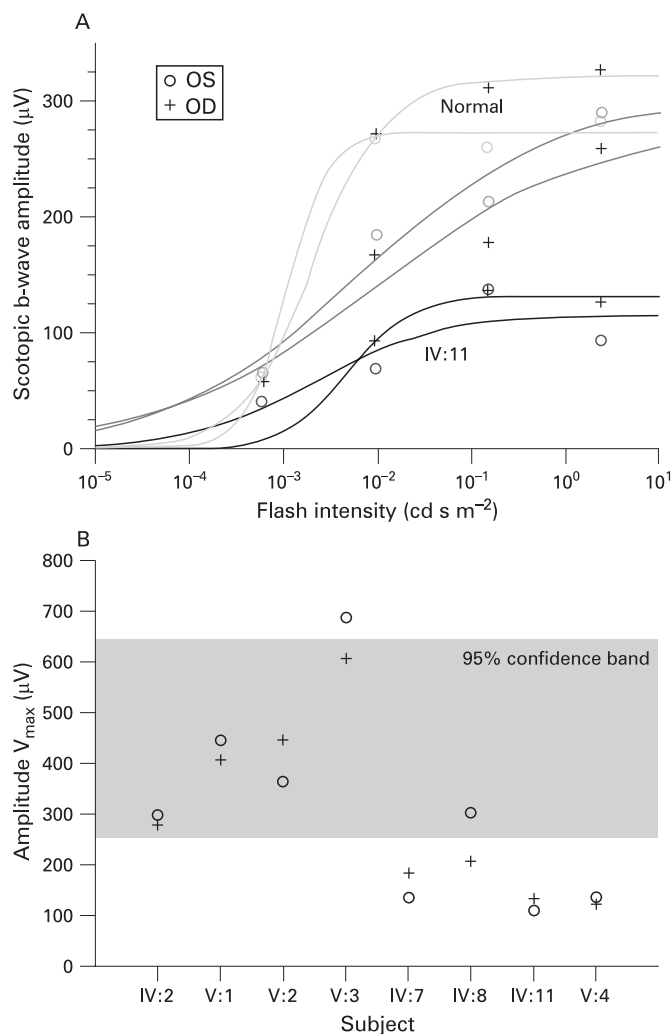 A
OS
OD
Normal
IV:11
Scotopic b-wave amplitude (µV)
300
200
100
0
10⁻⁵
10⁻⁴
10⁻³
10⁻²
10⁻¹
10⁰
10¹
Flash intensity (cd s m⁻²)
B
95% confidence band
Amplitude Vmax (µV)
800
700
600
500
400
300
200
100
0
IV:2
V:1
V:2
V:3
IV:7
IV:8
IV:11
V:4
Subject